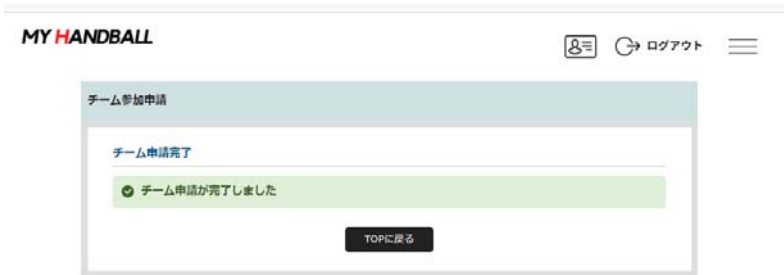 MY HANDBALL
ログアウト
チーム参加申請
チーム申請完了
チーム申請が完了しました
TOPに戻る